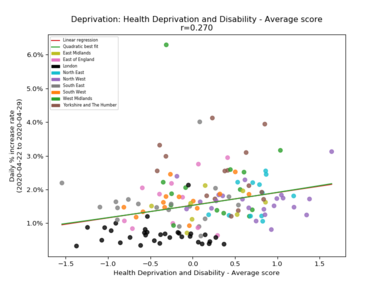 Deprivation: Health Deprivation and Disability - Average score
r=0.270
Linear regression
Quadratic best fit
East Midlands
East of England
London
North East
North West
South East
South West
West Midlands
Yorkshire and The Humber
Daily % increase rate
(2020-04-22 to 2020-04-29)
6.0%
5.0%
4.0%
3.0%
2.0%
1.0%
−1.5
−1.0
−0.5
0.0
0.5
1.0
1.5
Health Deprivation and Disability - Average score